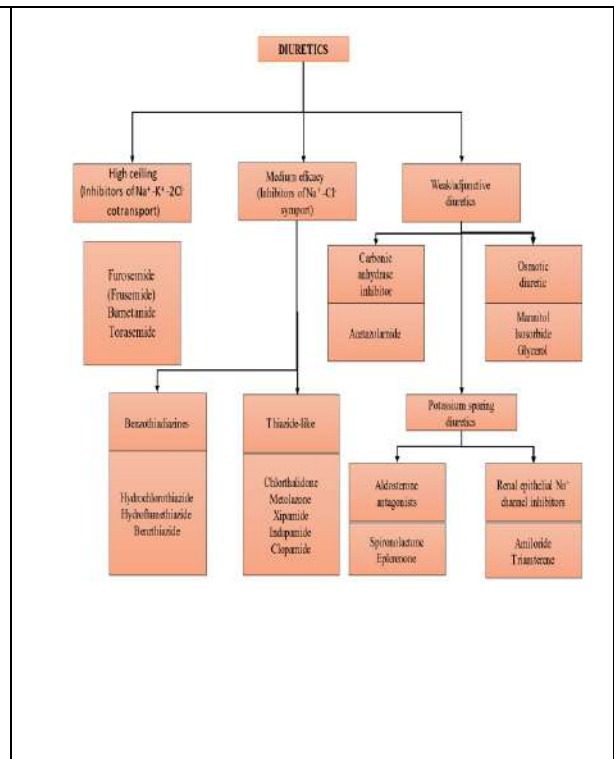 DIURETICS
High ceilling
(Inhibitors of Na⁺ -K⁺ -2Cl⁻
cotransport)
Medium efficacy
(Inhibitors of Na⁺ -Cl⁻
symport)
Weak/adjunctive
diuretics
Furosemide
(Frusemide)
Bumetanide
Torasemide
Carbonic
anhydrase
inhibitor
Acetazolamide
Osmotic
diuretic
Mannitol
Isosorbide
Glycerol
Benzothiadiazines
Hydrochlorothiazide
Hydroflumethiazide
Benzthiazide
Thiazide-like
Chlorthalidone
Metolazone
Xipamide
Indapamide
Clopamide
Potassium sparing
diuretics
Aldosterone
antagonists
Spironolactone
Eplerenone
Renal epithelial Na⁺
channel inhibitors
Amiloride
Triamterene